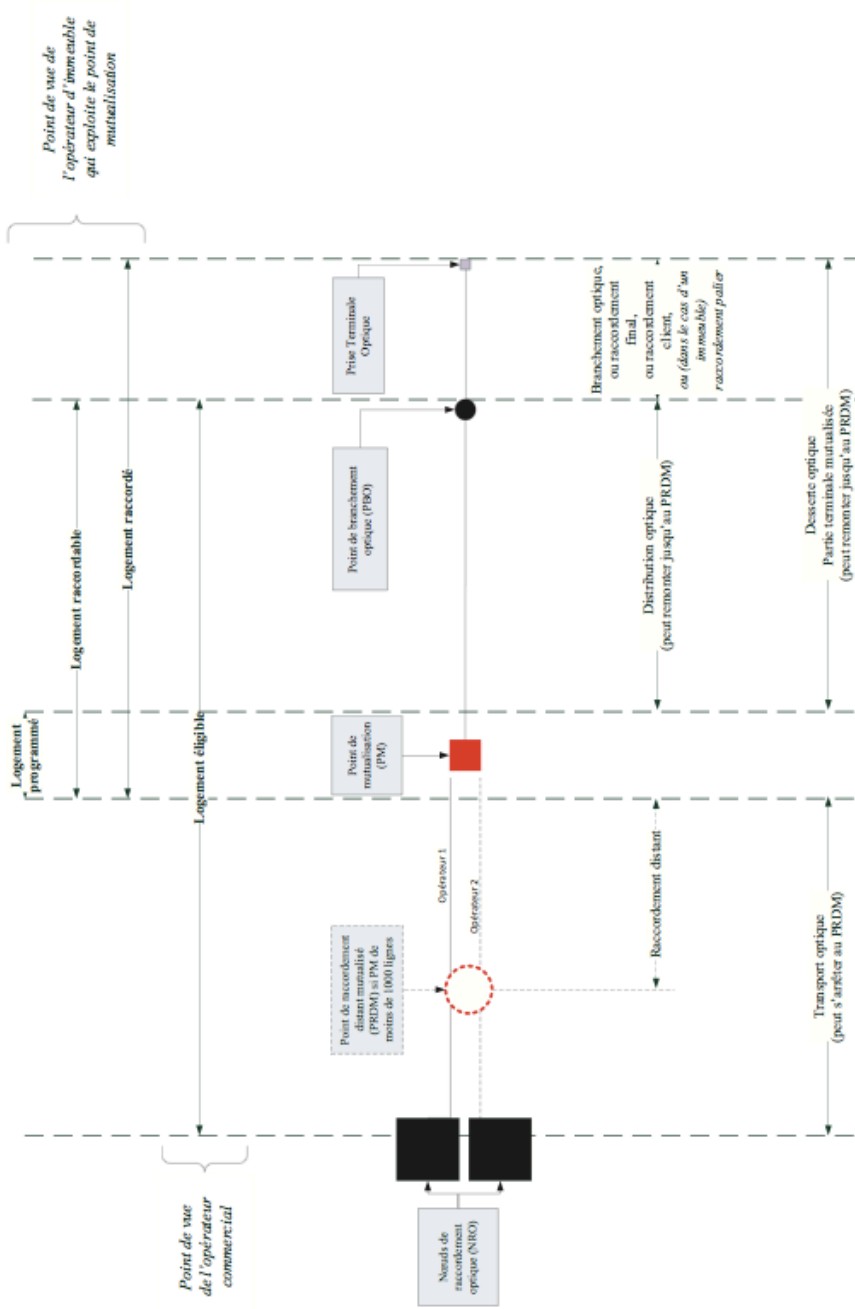 Point de vue de
l'opérateur d'immeuble
qui exploite le point de
mutualisation
Logement
programmé
Logement raccordable
Logement raccordé
Point de vue
de l'opérateur
commercial
Logement éligible
Nœuds de
raccordement
optique (NRO)
Point de raccordement
distant mutualisé
(PRDM) si PM de
moins de 1000 lignes
Point de
mutualisation
(PM)
Point de branchement
optique (PBO)
Prise Terminale
Optique
Opérateur 1
Opérateur 2
Raccordement distant
Distribution optique
(peut remonter jusqu'au PRDM)
Branchement optique,
ou raccordement
final,
ou raccordement
client,
ou (dans le cas d'un
immeuble)
raccordement palier
Transport optique
(peut s'arrêter au PRDM)
Desserte optique
Partie terminale mutualisée
(peut remonter jusqu'au PRDM)